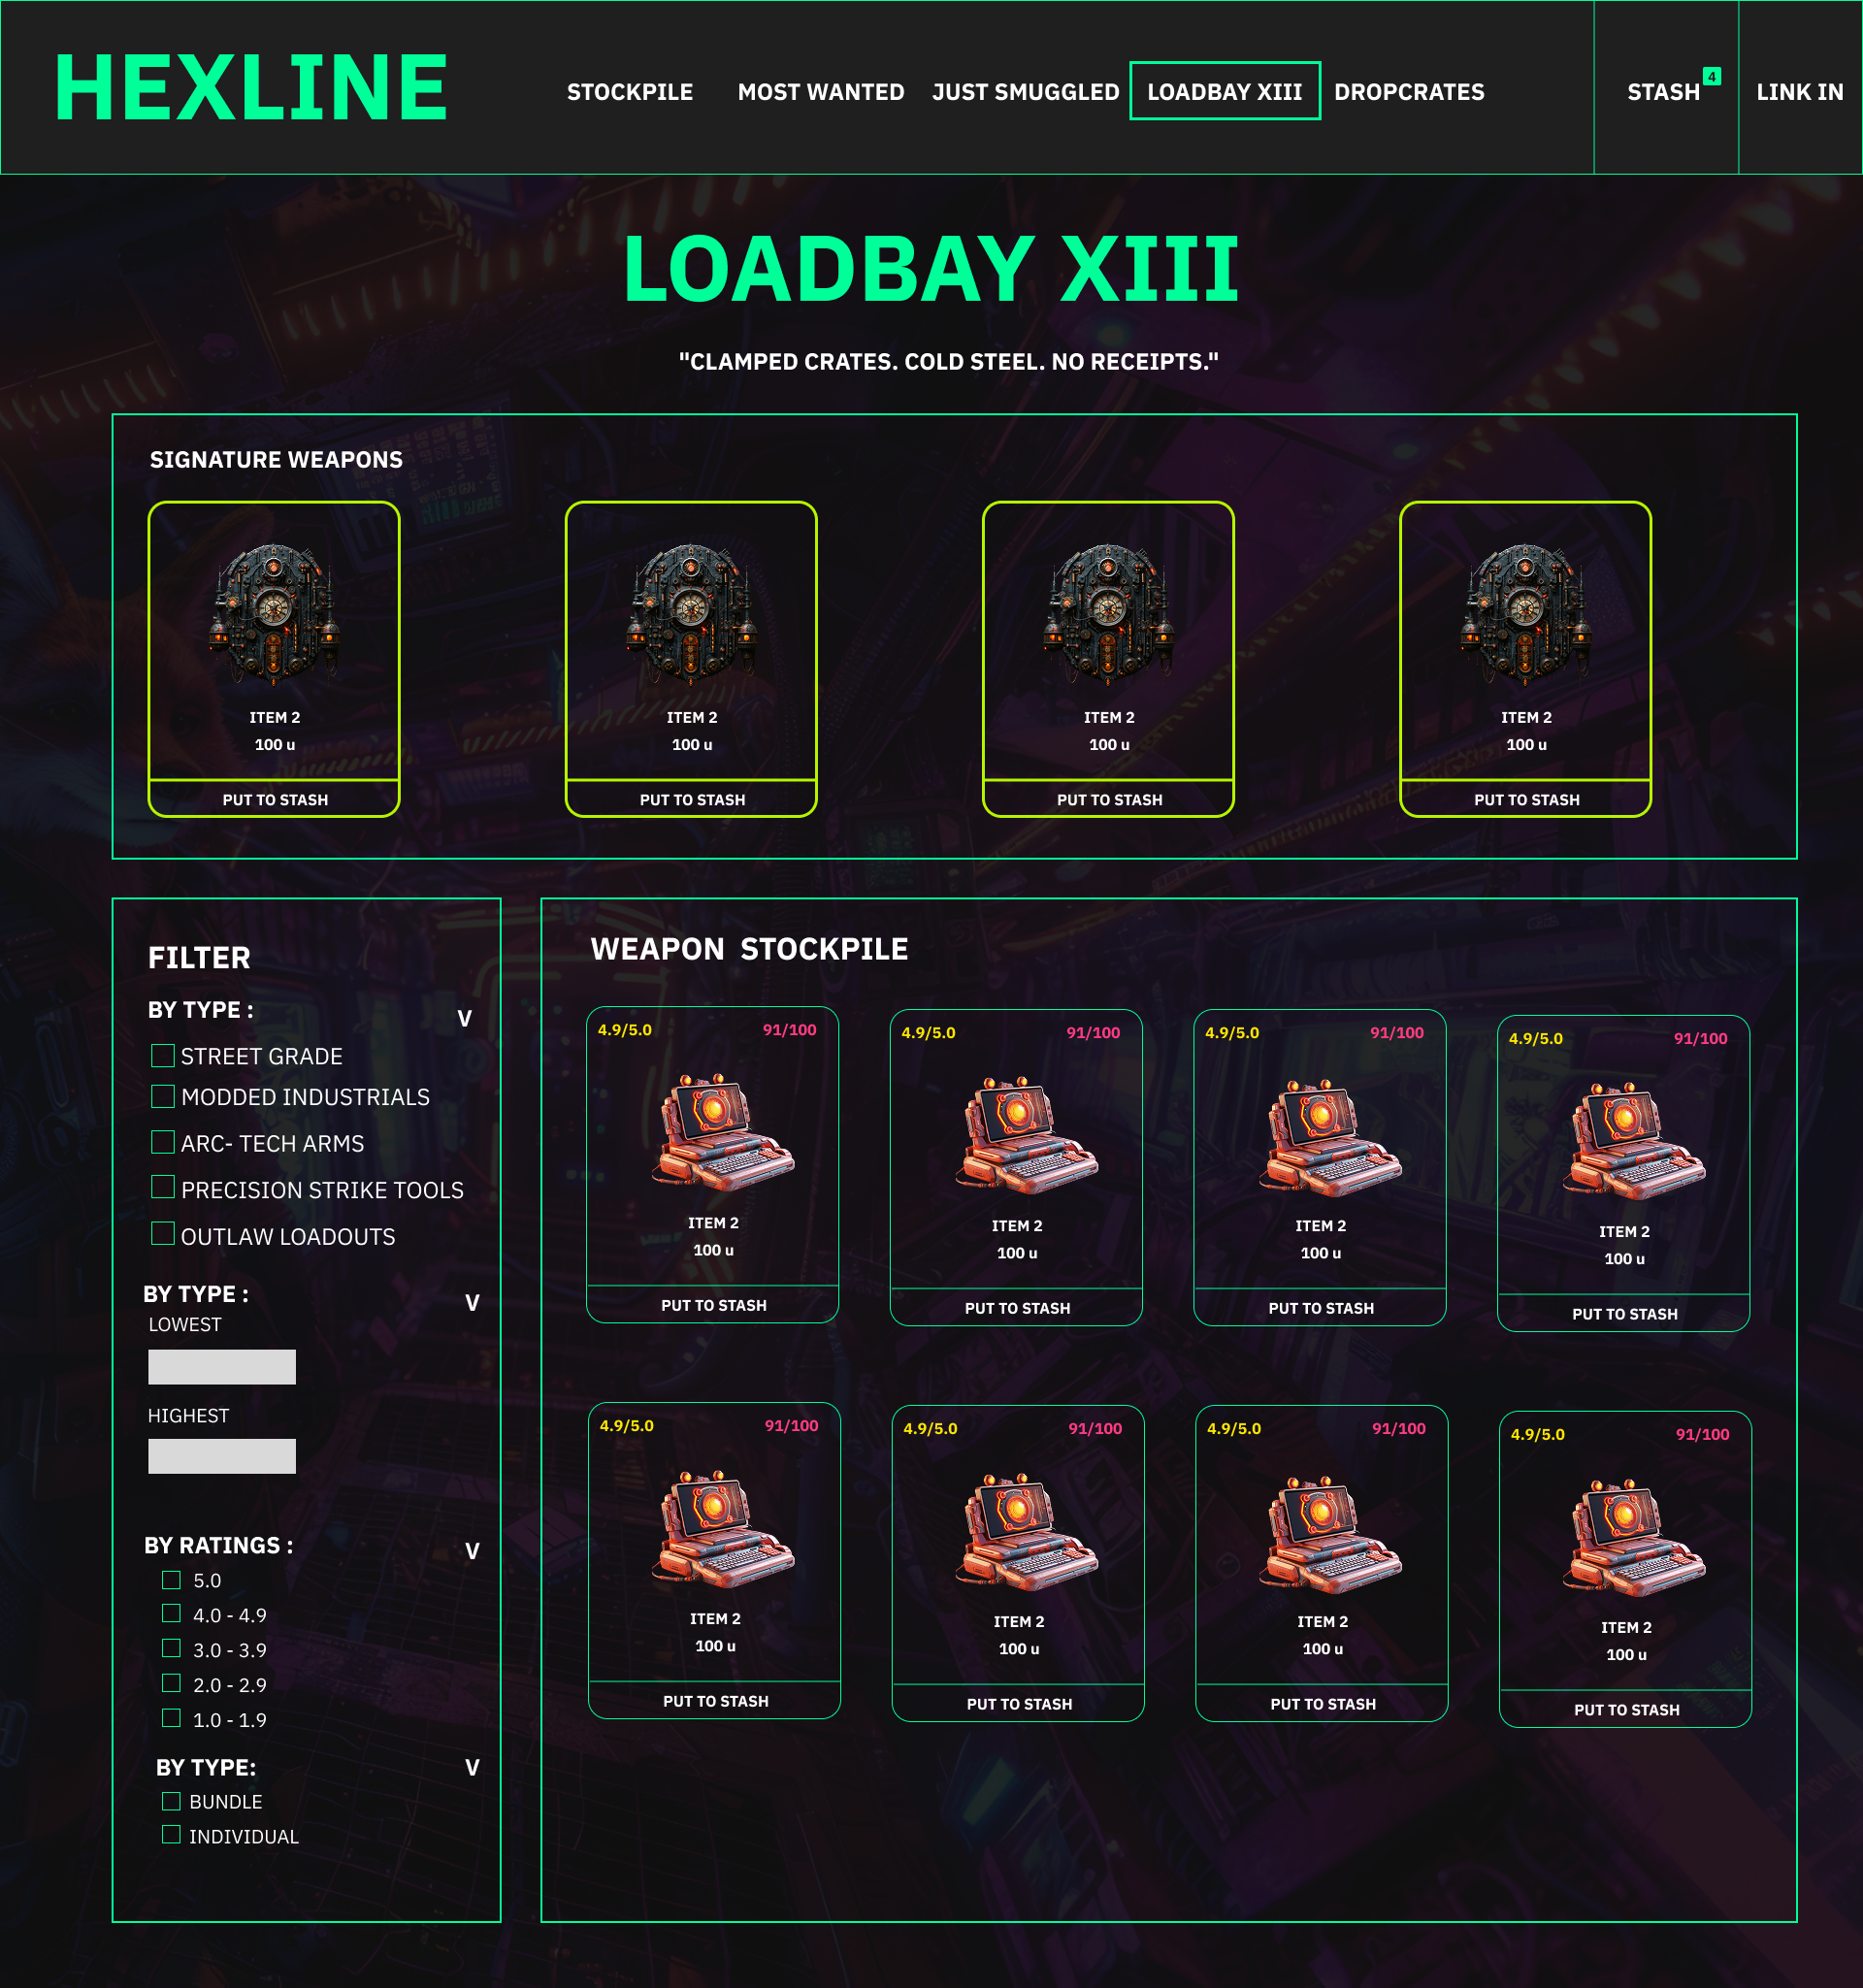 HEXLINE
STOCKPILE
MOST WANTED
JUST SMUGGLED
LOADBAY XIII
DROPCRATES
STASH
4
LINK IN
LOADBAY XIII
"CLAMPED CRATES. COLD STEEL. NO RECEIPTS."
SIGNATURE WEAPONS
ITEM 2
100 u
PUT TO STASH
ITEM 2
100 u
PUT TO STASH
ITEM 2
100 u
PUT TO STASH
ITEM 2
100 u
PUT TO STASH
FILTER
BY TYPE :
V
STREET GRADE
MODDED INDUSTRIALS
ARC- TECH ARMS
PRECISION STRIKE TOOLS
OUTLAW LOADOUTS
BY TYPE :
V
LOWEST
HIGHEST
BY RATINGS :
V
5.0
4.0 - 4.9
3.0 - 3.9
2.0 - 2.9
1.0 - 1.9
BY TYPE:
V
BUNDLE
INDIVIDUAL
WEAPON  STOCKPILE
4.9/5.0
91/100
ITEM 2
100 u
PUT TO STASH
4.9/5.0
91/100
ITEM 2
100 u
PUT TO STASH
4.9/5.0
91/100
ITEM 2
100 u
PUT TO STASH
4.9/5.0
91/100
ITEM 2
100 u
PUT TO STASH
4.9/5.0
91/100
ITEM 2
100 u
PUT TO STASH
4.9/5.0
91/100
ITEM 2
100 u
PUT TO STASH
4.9/5.0
91/100
ITEM 2
100 u
PUT TO STASH
4.9/5.0
91/100
ITEM 2
100 u
PUT TO STASH